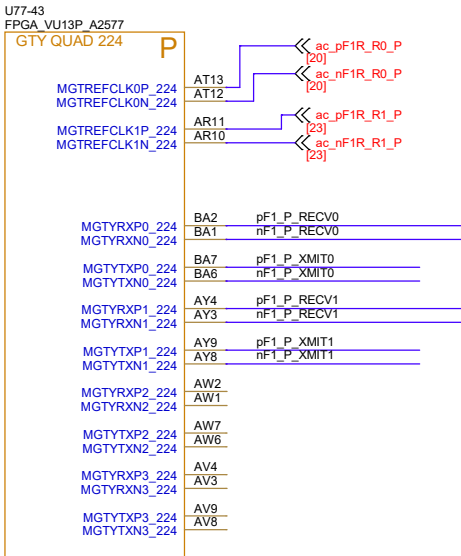 U77-43
FPGA_VU13P_A2577
GTY QUAD 224 P
MGTREFCLK0P_224 AT13 ac_pF1R_R0_P
[20]
MGTREFCLK0N_224 AT12 ac_nF1R_R0_P
[20]
MGTREFCLK1P_224 AR11 ac_pF1R_R1_P
[23]
MGTREFCLK1N_224 AR10 ac_nF1R_R1_P
[23]
MGTYRXP0_224 BA2 pF1_P_RECV0
MGTYRXN0_224 BA1 nF1_P_RECV0
MGTYTXP0_224 BA7 pF1_P_XMIT0
MGTYTXN0_224 BA6 nF1_P_XMIT0
MGTYRXP1_224 AY4 pF1_P_RECV1
MGTYRXN1_224 AY3 nF1_P_RECV1
MGTYTXP1_224 AY9 pF1_P_XMIT1
MGTYTXN1_224 AY8 nF1_P_XMIT1
MGTYRXP2_224 AW2
MGTYRXN2_224 AW1
MGTYTXP2_224 AW7
MGTYTXN2_224 AW6
MGTYRXP3_224 AV4
MGTYRXN3_224 AV3
MGTYTXP3_224 AV9
MGTYTXN3_224 AV8